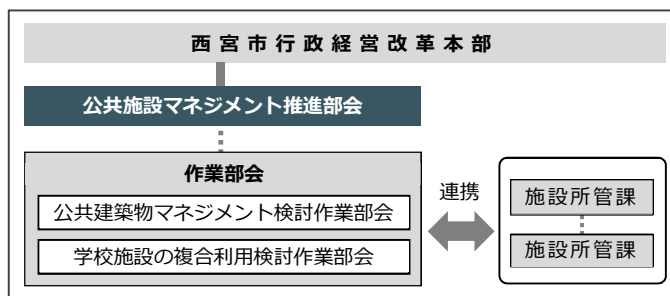 西宮市行政経営改革本部
公共施設マネジメント推進部会
作業部会
公共建築物マネジメント検討作業部会
学校施設の複合利用検討作業部会
連携
施設所管課
施設所管課